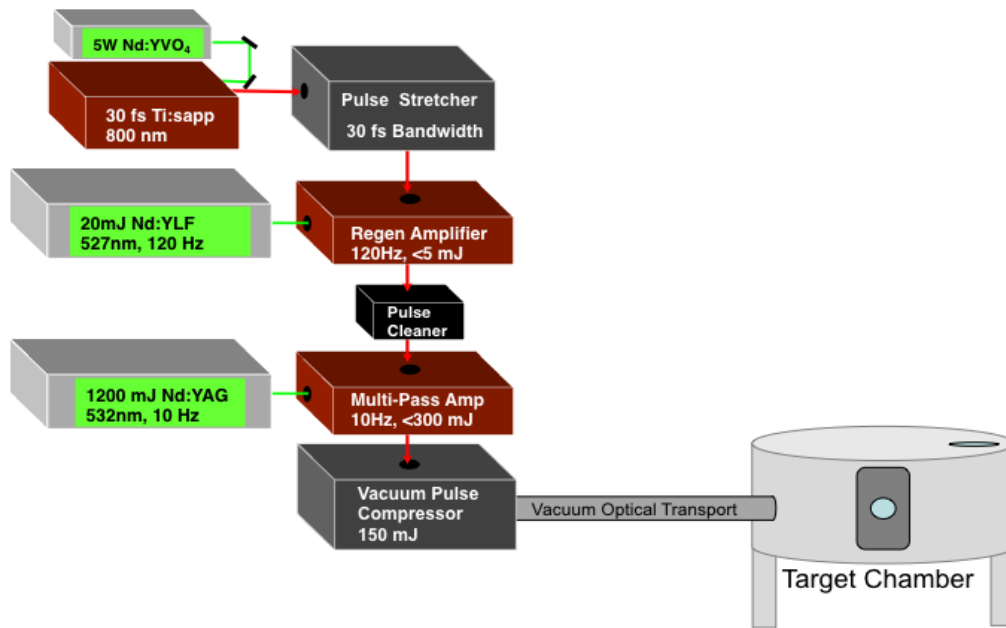 5W Nd:YVO₄
30 fs Ti:sapp
800 nm
Pulse Stretcher
30 fs Bandwidth
20mJ Nd:YLF
527nm, 120 Hz
Regen Amplifier
120Hz, <5 mJ
Pulse
Cleaner
1200 mJ Nd:YAG
532nm, 10 Hz
Multi-Pass Amp
10Hz, <300 mJ
Vacuum Pulse
Compressor
150 mJ
Vacuum Optical Transport
Target Chamber